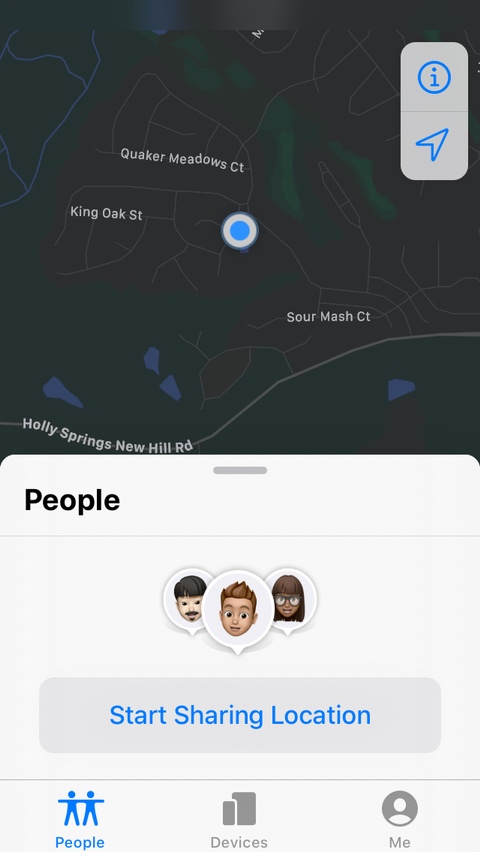 Quaker Meadows Ct
King Oak St
Sour Mash Ct
Holly Springs New Hill Rd
People
Start Sharing Location
People
Devices
Me